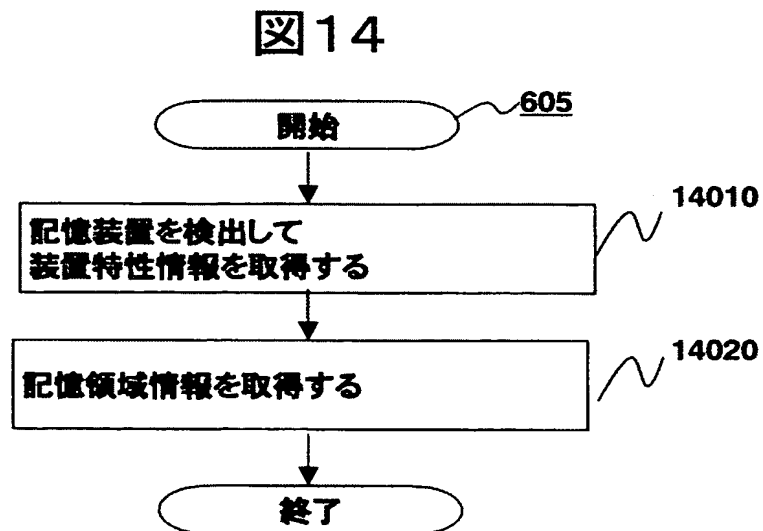 図14
開始
605
記憶装置を検出して
装置特性情報を取得する
14010
記憶領域情報を取得する
14020
終了